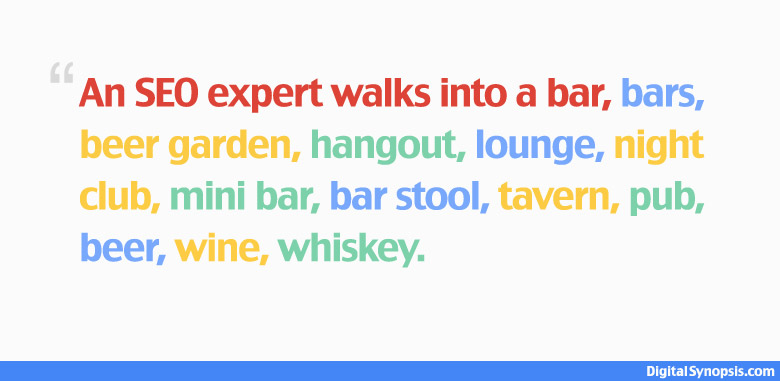 “
An SEO expert walks into a bar, bars,
beer garden, hangout, lounge, night
club, mini bar, bar stool, tavern, pub,
beer, wine, whiskey.
DigitalSynopsis.com